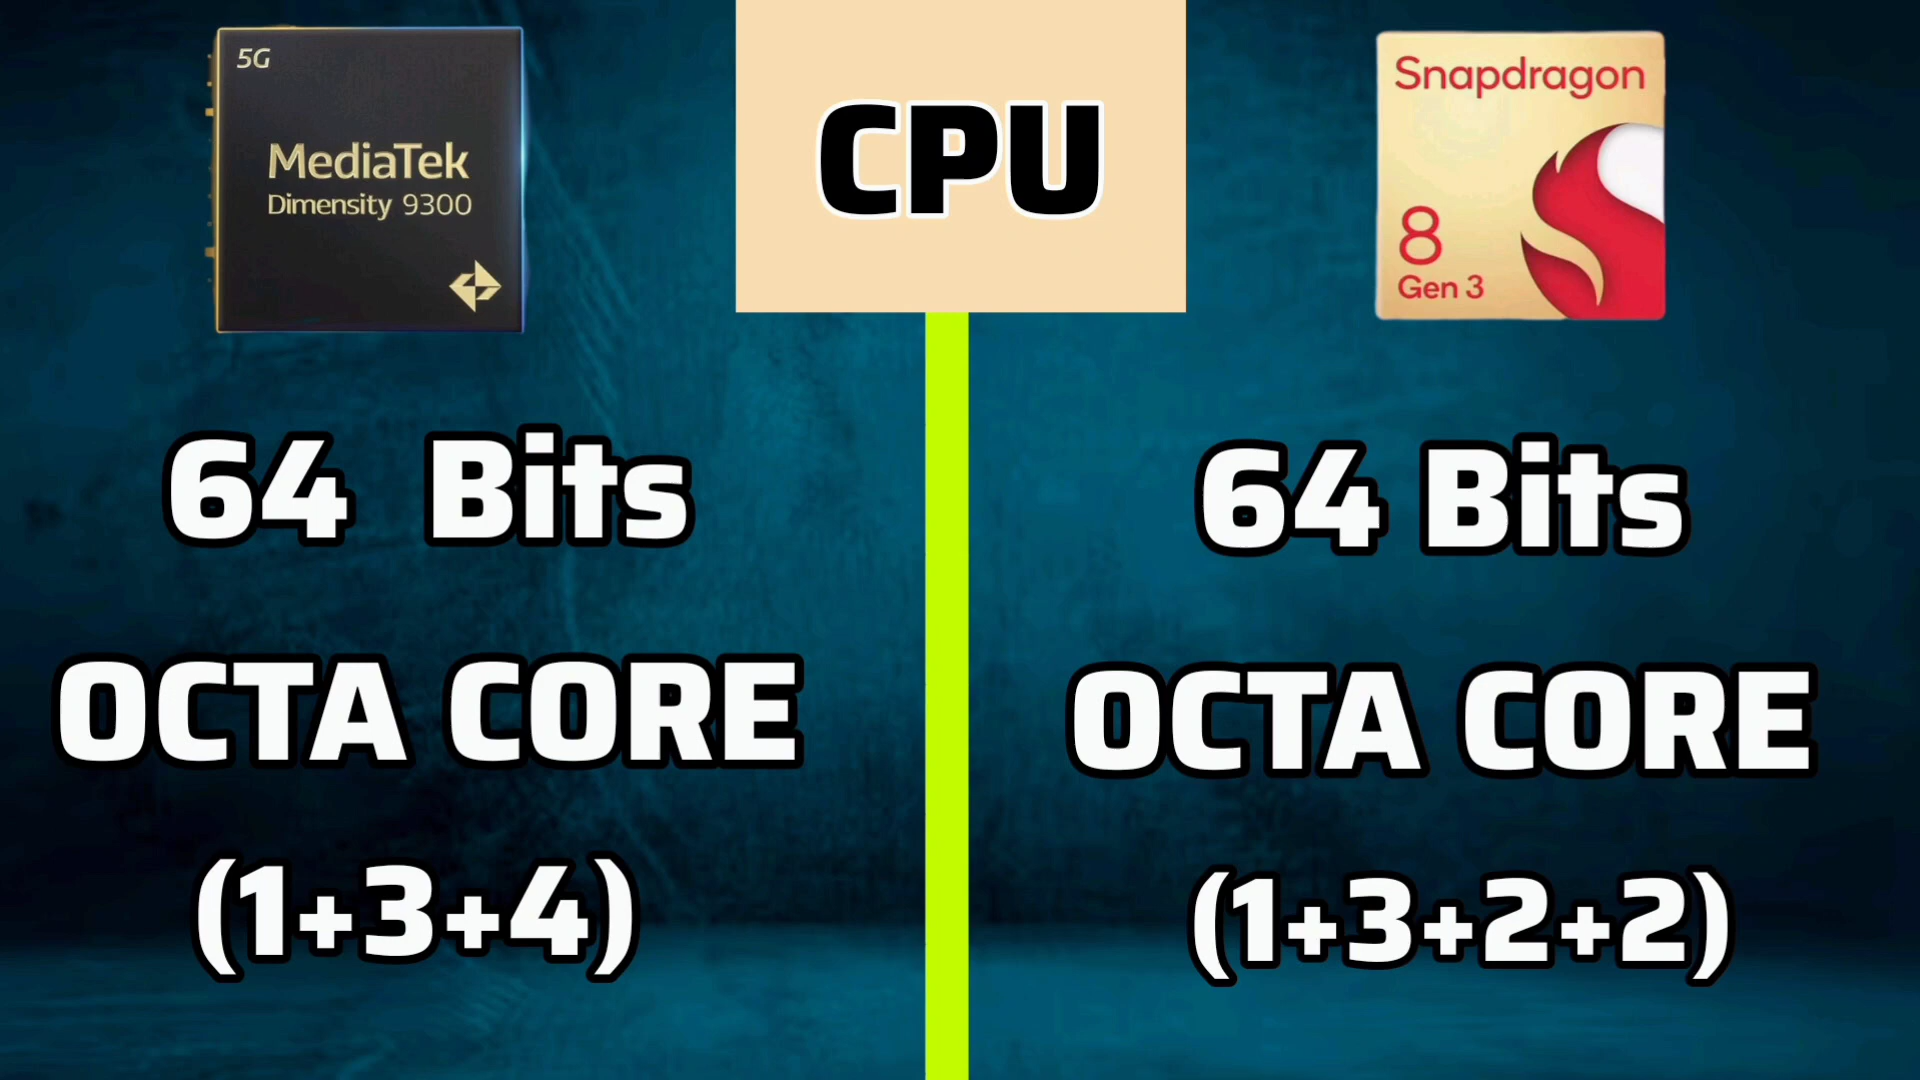 5G
MediaTek
Dimensity 9300
CPU
Snapdragon
8
Gen 3
64 Bits
OCTA CORE
(1+3+4)
64 Bits
OCTA CORE
(1+3+2+2)